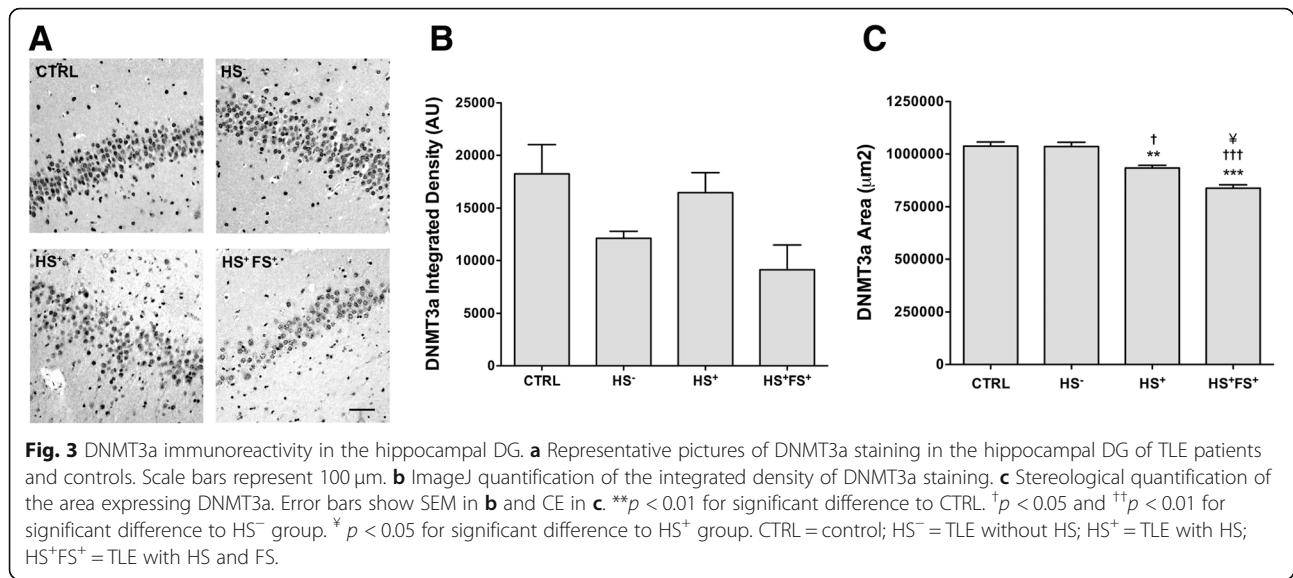 A
CTRL
HS-
HS+
HS+ FS+
B
DNMT3a Integrated Density (AU)
25000
20000
15000
10000
5000
0
CTRL HS- HS+ HS+FS+
C
DNMT3a Area (μm2)
1250000
1000000
750000
500000
250000
0
†
**
¥
†††
***
CTRL HS- HS+ HS+FS+
Fig. 3 DNMT3a immunoreactivity in the hippocampal DG. a Representative pictures of DNMT3a staining in the hippocampal DG of TLE patients
and controls. Scale bars represent 100 μm. b ImageJ quantification of the integrated density of DNMT3a staining. c Stereological quantification of
the area expressing DNMT3a. Error bars show SEM in b and CE in c. **p < 0.01 for significant difference to CTRL. †p < 0.05 and ††p < 0.01 for
significant difference to HS− group. ¥ p < 0.05 for significant difference to HS+ group. CTRL = control; HS− = TLE without HS; HS+ = TLE with HS;
HS+FS+ = TLE with HS and FS.